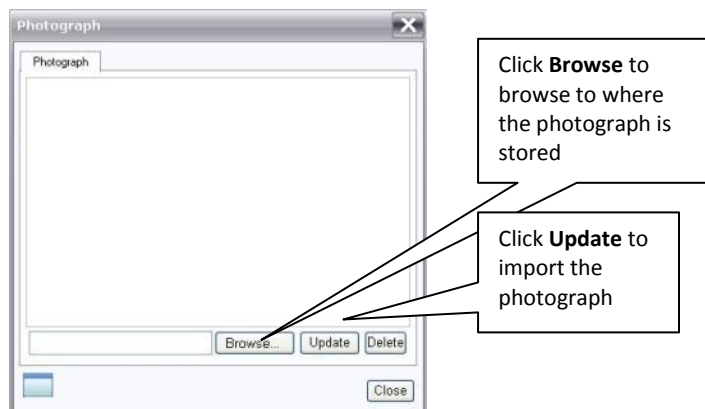 Photograph
Photograph
Click Browse to
browse to where
the photograph is
stored
Click Update to
import the
photograph
Browse... Update Delete
Close